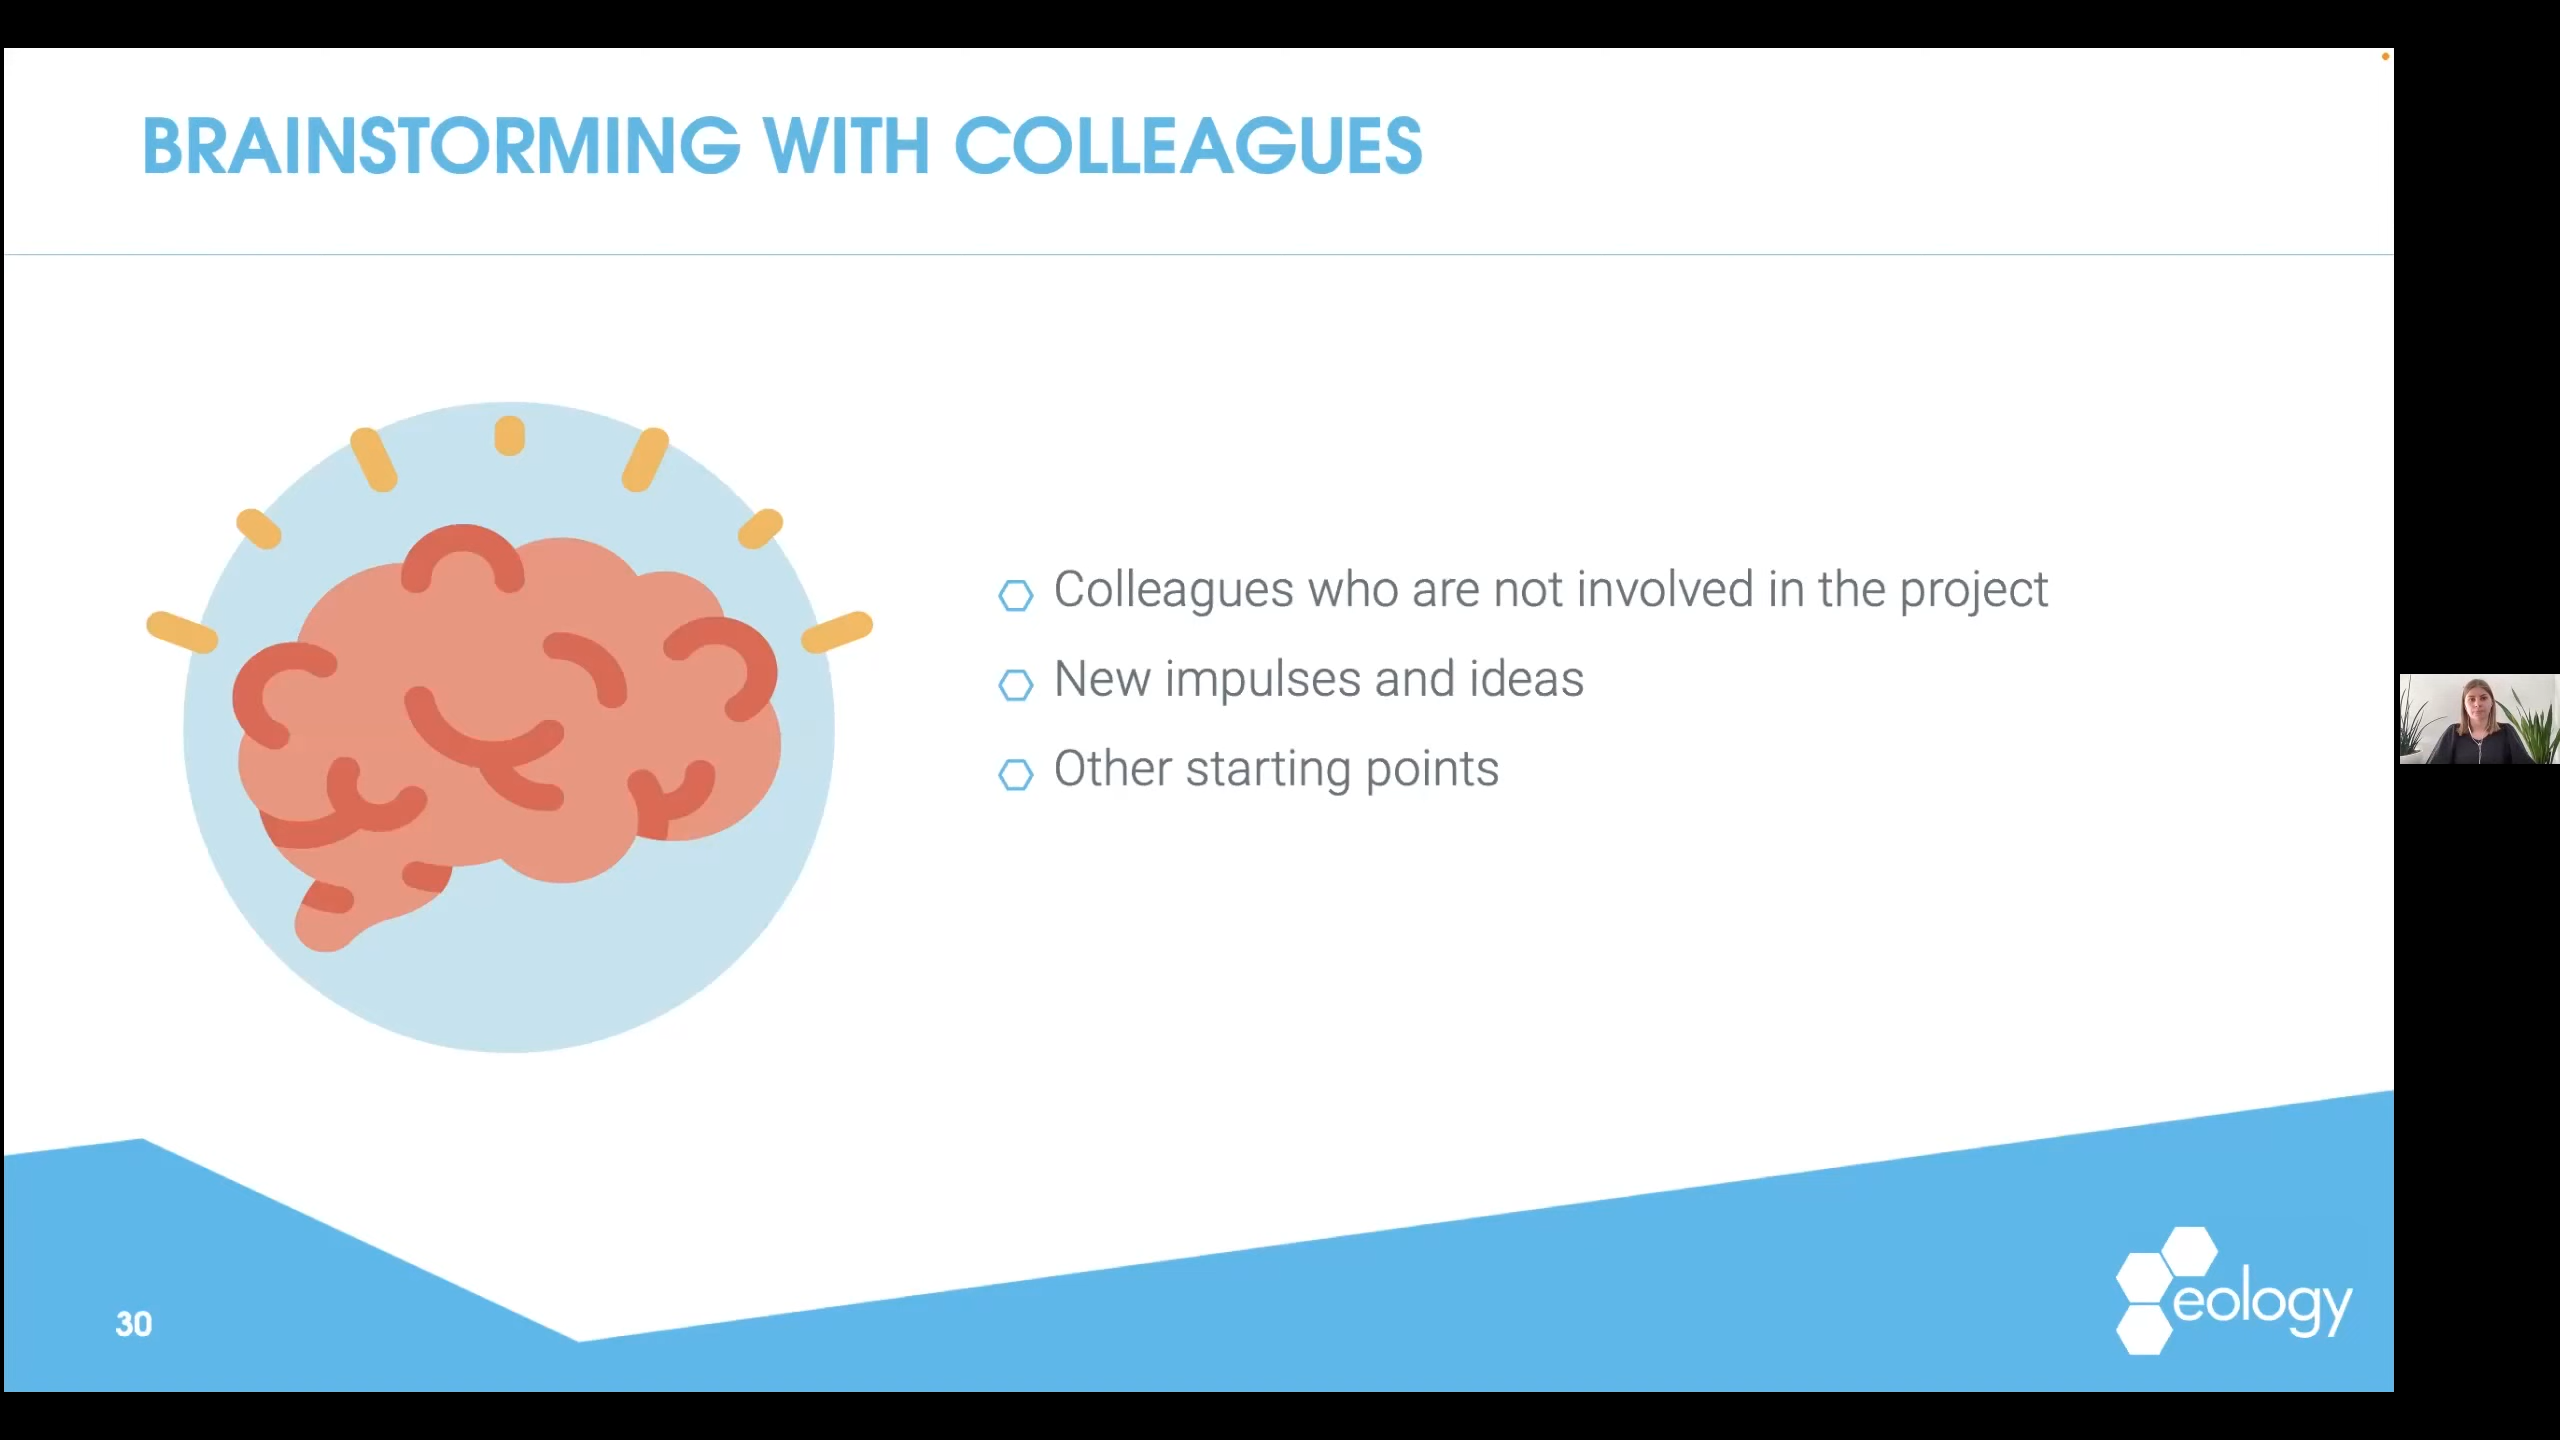 BRAINSTORMING WITH COLLEAGUES
Colleagues who are not involved in the project
New impulses and ideas
Other starting points
30
eology